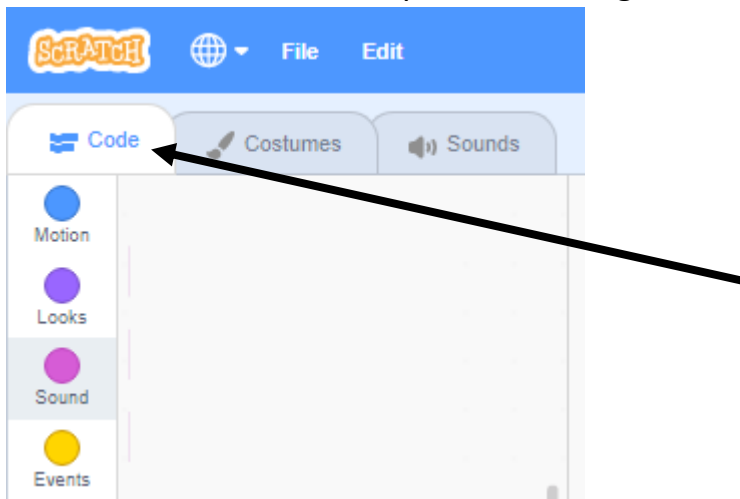 SCRATCH File Edit
Code Costumes Sounds
Motion
Looks
Sound
Events